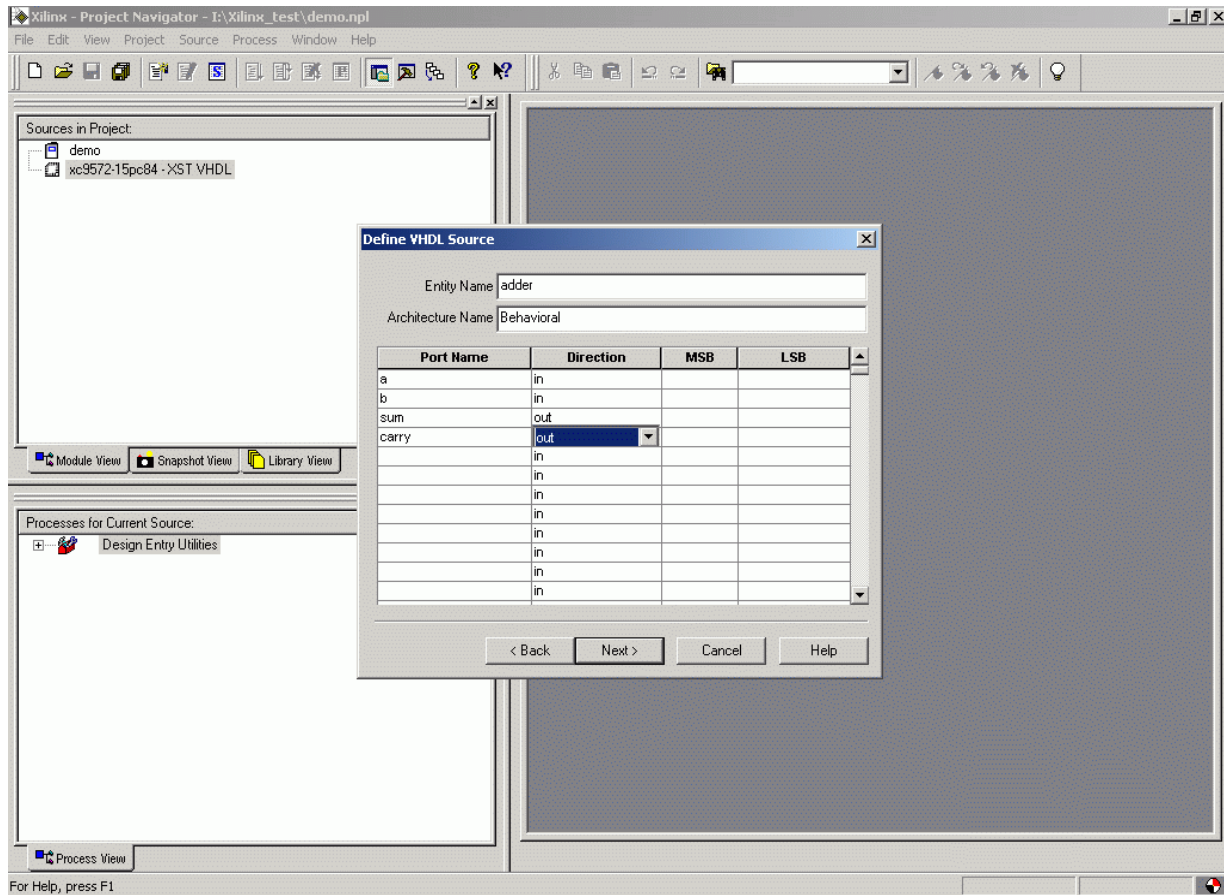 Xilinx - Project Navigator - I:\Xilinx_test\demo.npl
File Edit View Project Source Process Window Help
Sources in Project:
demo
xc9572-15pc84 - XST VHDL
Module View Snapshot View Library View
Processes for Current Source:
Design Entry Utilities
Process View
Define VHDL Source
Entity Name adder
Architecture Name Behavioral
Port Name Direction MSB LSB
a in
b in
sum out
carry out
in
in
in
in
in
in
in
in
< Back Next > Cancel Help
For Help, press F1